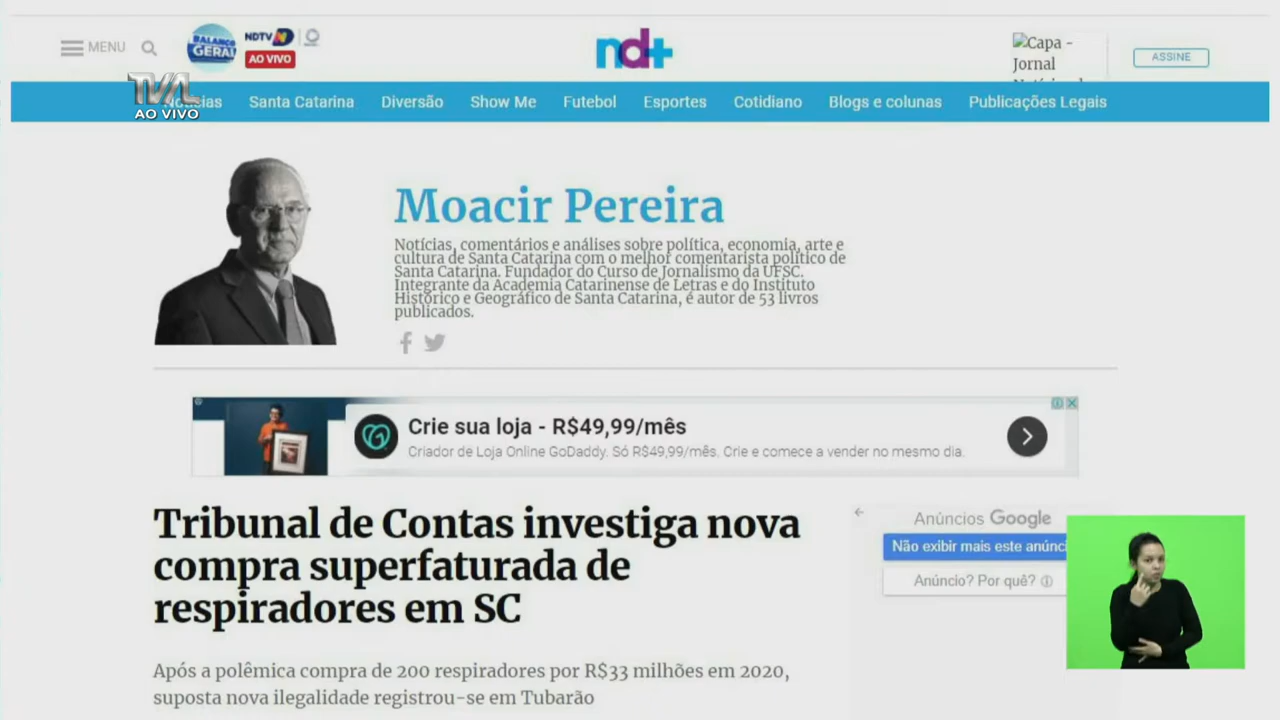 MENU
BALANÇO
GERAL
NDTV
AO VIVO
nd+
Capa -
Jornal
ASSINE
TVAL
AO VIVO
Notícias
Santa Catarina
Diversão
Show Me
Futebol
Esportes
Cotidiano
Blogs e colunas
Publicações Legais
Moacir Pereira
Notícias, comentários e análises sobre política, economia, arte e
cultura de Santa Catarina com o melhor comentarista político de
Santa Catarina. Fundador do Curso de Jornalismo da UFSC.
Integrante da Academia Catarinense de Letras e do Instituto
Histórico e Geográfico de Santa Catarina, é autor de 53 livros
publicados.
Crie sua loja - R$49,99/mês
Criador de Loja Online GoDaddy. Só R$49,99/mês. Crie e comece a vender no mesmo dia.
Tribunal de Contas investiga nova
compra superfaturada de
respiradores em SC
Após a polêmica compra de 200 respiradores por R$33 milhões em 2020,
suposta nova ilegalidade registrou-se em Tubarão
Anúncios Google
Não exibir mais este anúnci
Anúncio? Por quê?